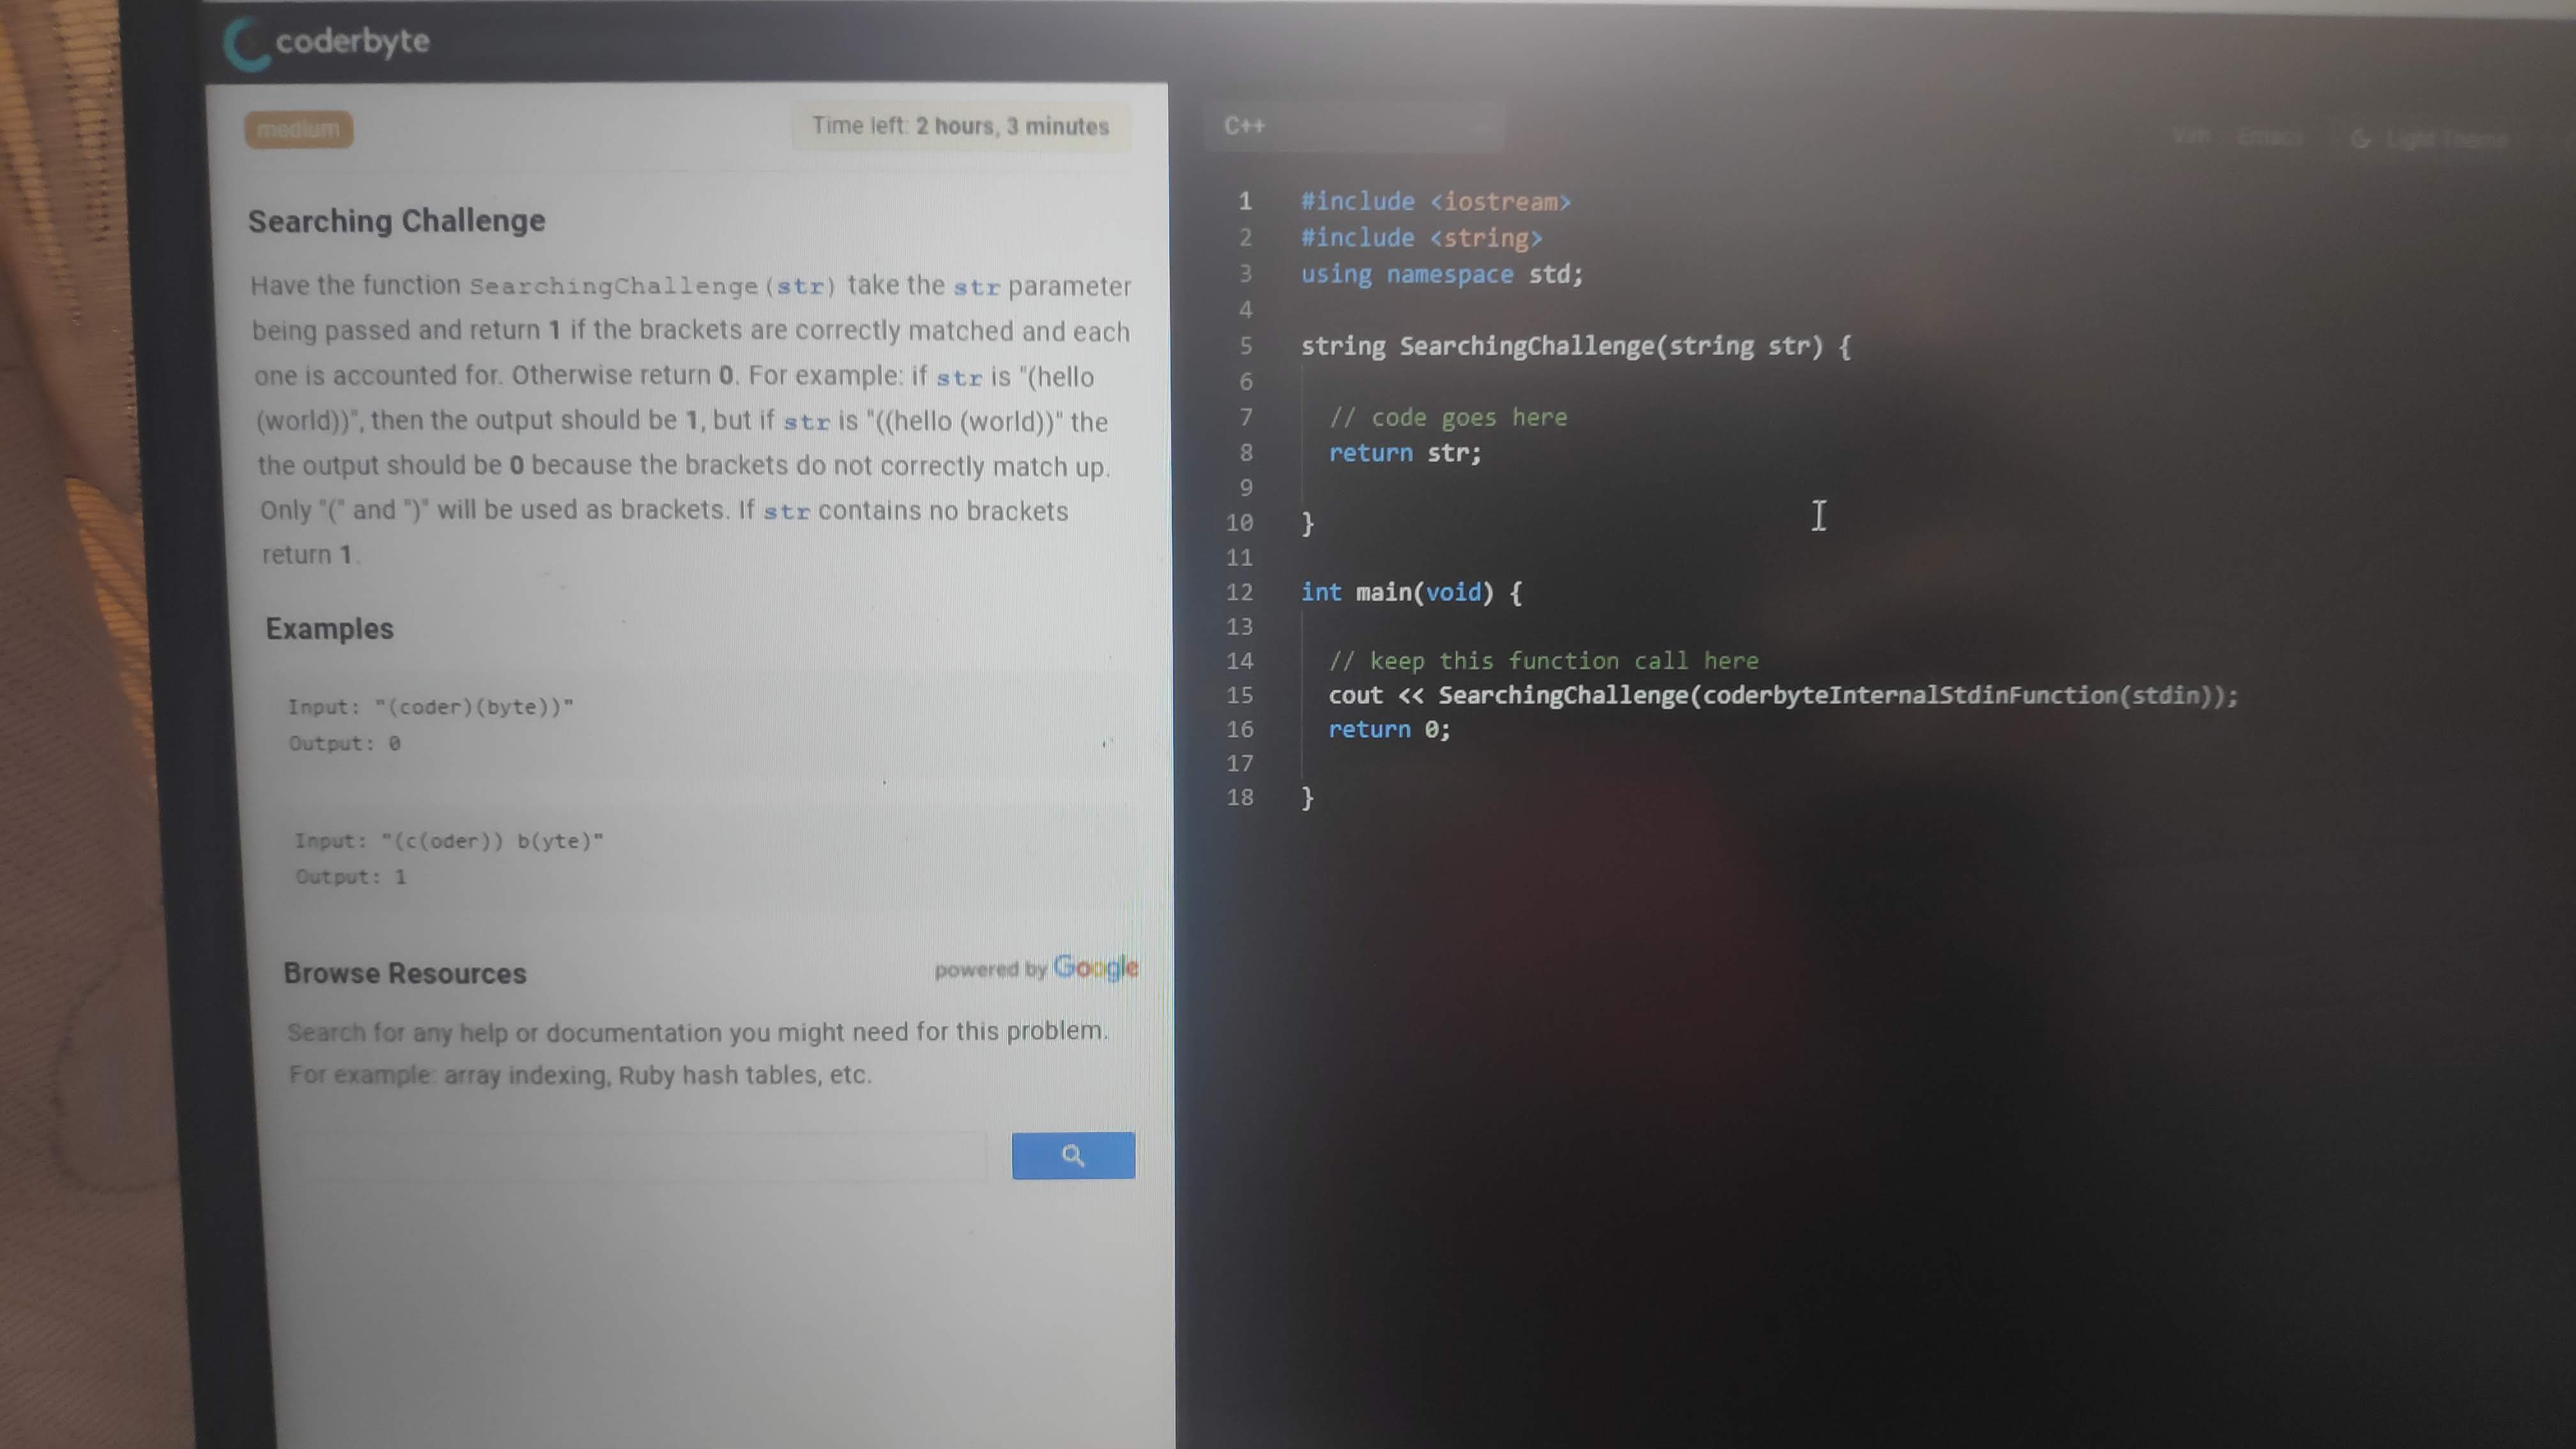 coderbyte
medium
Time left: 2 hours, 3 minutes
Searching Challenge
Have the function SearchingChallenge(str) take the str parameter
being passed and return 1 if the brackets are correctly matched and each
one is accounted for. Otherwise return 0. For example: if str is "(hello
(world))", then the output should be 1, but if str is "((hello (world))" the
the output should be 0 because the brackets do not correctly match up.
Only "(" and ")" will be used as brackets. If str contains no brackets
return 1.
Examples
Input: "(coder)(byte))"
Output: 0
Input: "(c(oder)) b(yte)"
Output: 1
Browse Resources
powered by Google
Search for any help or documentation you might need for this problem.
For example: array indexing, Ruby hash tables, etc.
C++
Vim Emacs Light Theme
1 #include <iostream>
2 #include <string>
3 using namespace std;
4
5 string SearchingChallenge(string str) {
6
7 // code goes here
8 return str;
9
10 }
11
12 int main(void) {
13
14 // keep this function call here
15 cout << SearchingChallenge(coderbyteInternalStdinFunction(stdin));
16 return 0;
17
18 }